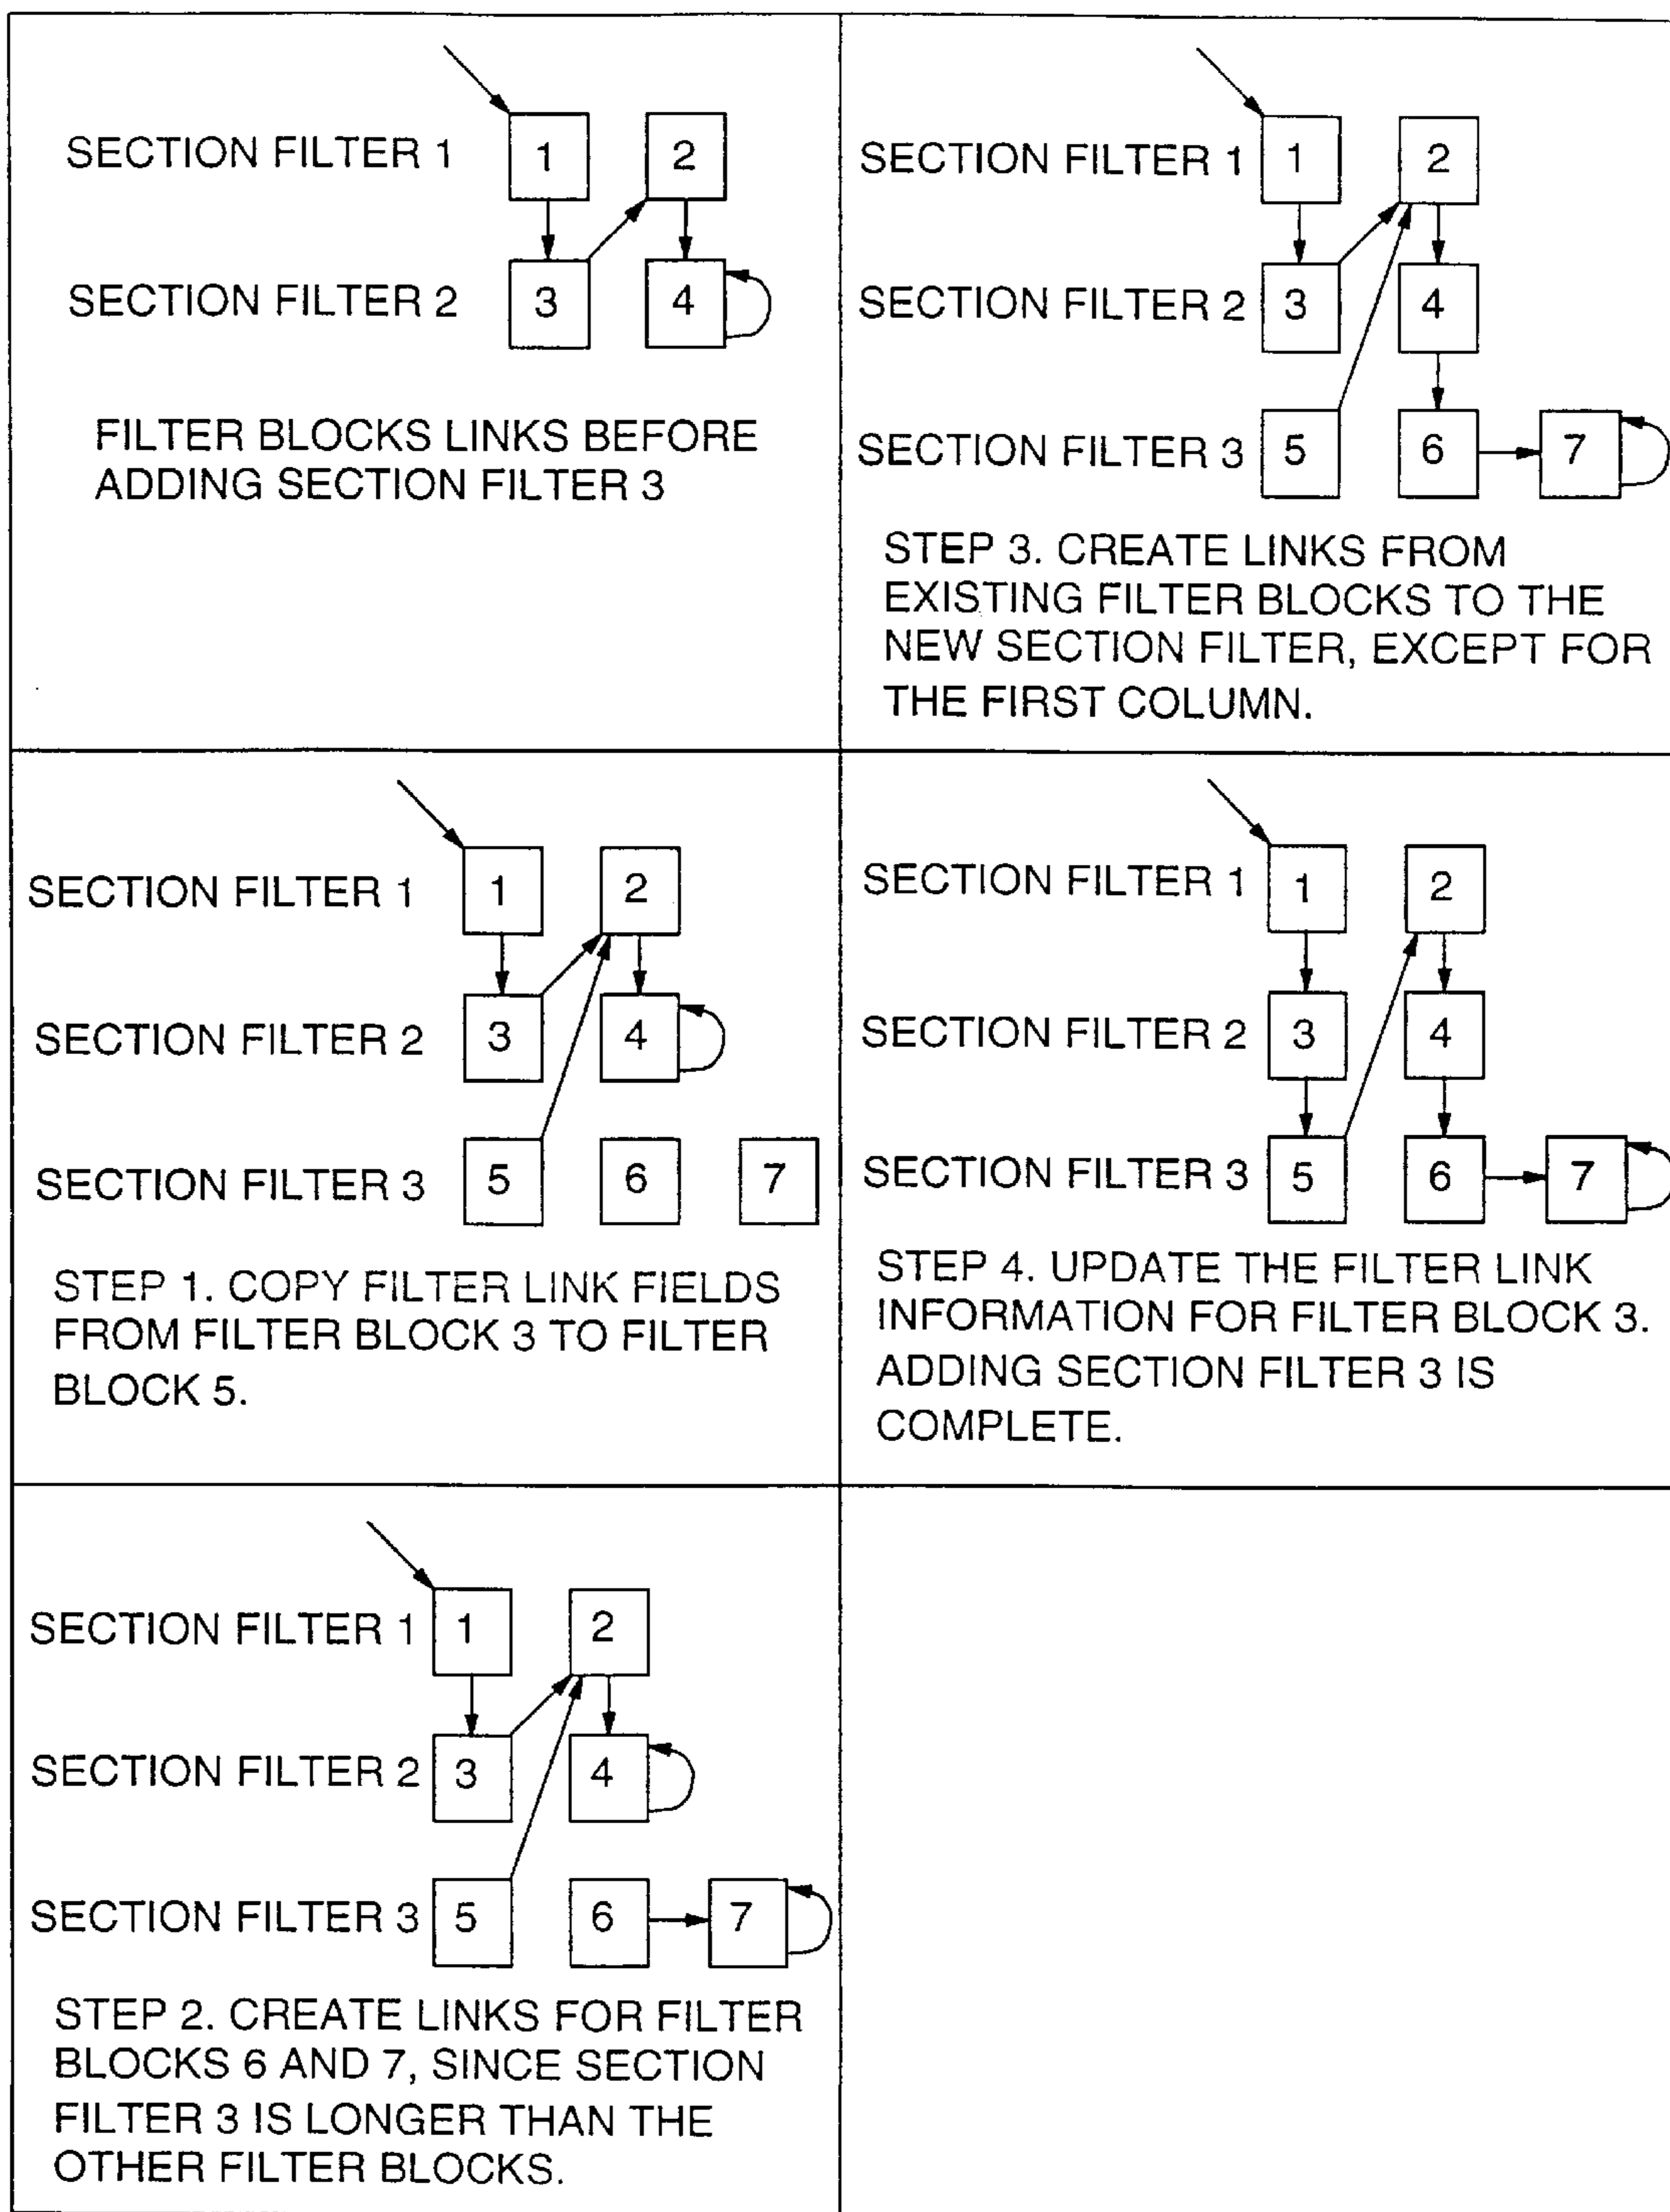 SECTION FILTER 1 1 2
SECTION FILTER 2 3 4
FILTER BLOCKS LINKS BEFORE
ADDING SECTION FILTER 3
SECTION FILTER 1 1 2
SECTION FILTER 2 3 4
SECTION FILTER 3 5 6 7
STEP 1. COPY FILTER LINK FIELDS
FROM FILTER BLOCK 3 TO FILTER
BLOCK 5.
SECTION FILTER 1 1 2
SECTION FILTER 2 3 4
SECTION FILTER 3 5 6 7
STEP 2. CREATE LINKS FOR FILTER
BLOCKS 6 AND 7, SINCE SECTION
FILTER 3 IS LONGER THAN THE
OTHER FILTER BLOCKS.
SECTION FILTER 1 1 2
SECTION FILTER 2 3 4
SECTION FILTER 3 5 6 7
STEP 3. CREATE LINKS FROM
EXISTING FILTER BLOCKS TO THE
NEW SECTION FILTER, EXCEPT FOR
THE FIRST COLUMN.
SECTION FILTER 1 1 2
SECTION FILTER 2 3 4
SECTION FILTER 3 5 6 7
STEP 4. UPDATE THE FILTER LINK
INFORMATION FOR FILTER BLOCK 3.
ADDING SECTION FILTER 3 IS
COMPLETE.